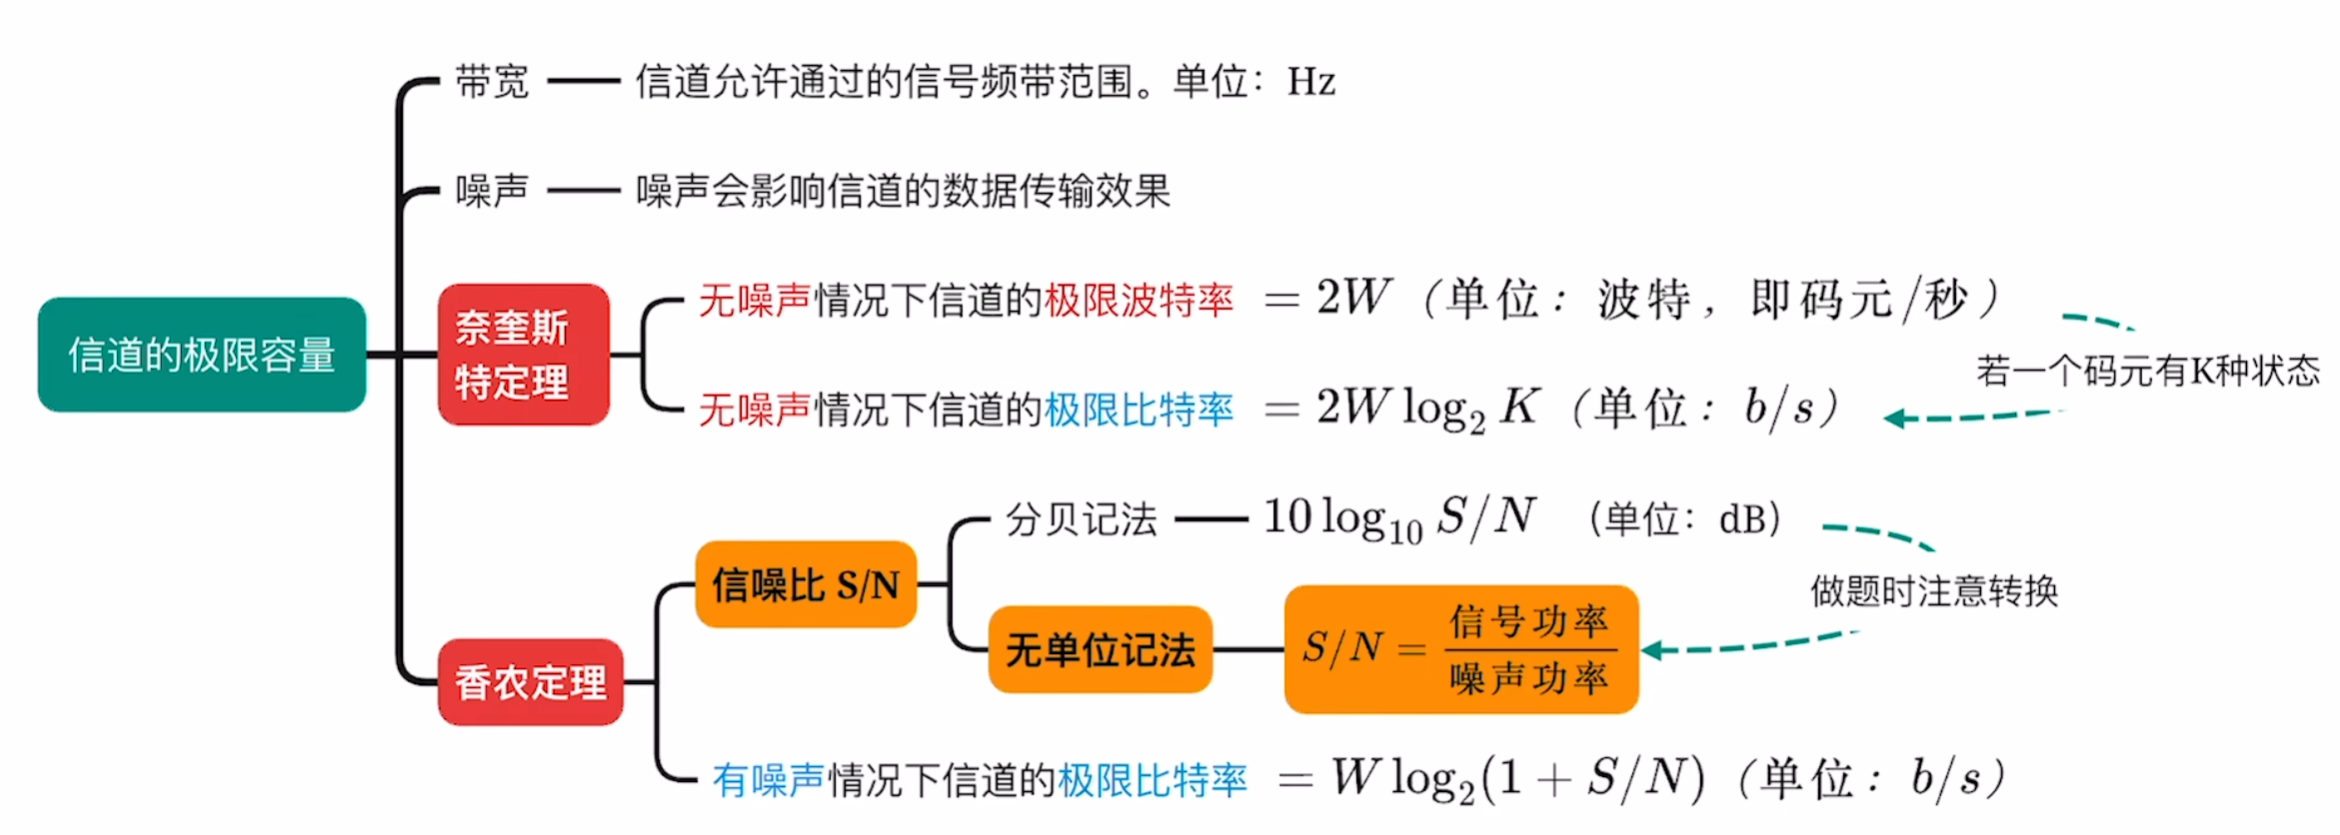 信道的极限容量
带宽
信道允许通过的信号频带范围。单位：Hz
噪声
噪声会影响信道的数据传输效果
奈奎斯
特定理
无噪声情况下信道的极限波特率 = 2W（单位：波特，即码元/秒）
若一个码元有K种状态
无噪声情况下信道的极限比特率 = 2W log₂ K（单位：b/s）
香农定理
信噪比 S/N
分贝记法
10 log₁₀ S/N （单位：dB）
做题时注意转换
无单位记法
S/N = 信号功率/噪声功率
有噪声情况下信道的极限比特率 = W log₂(1 + S/N)（单位：b/s）